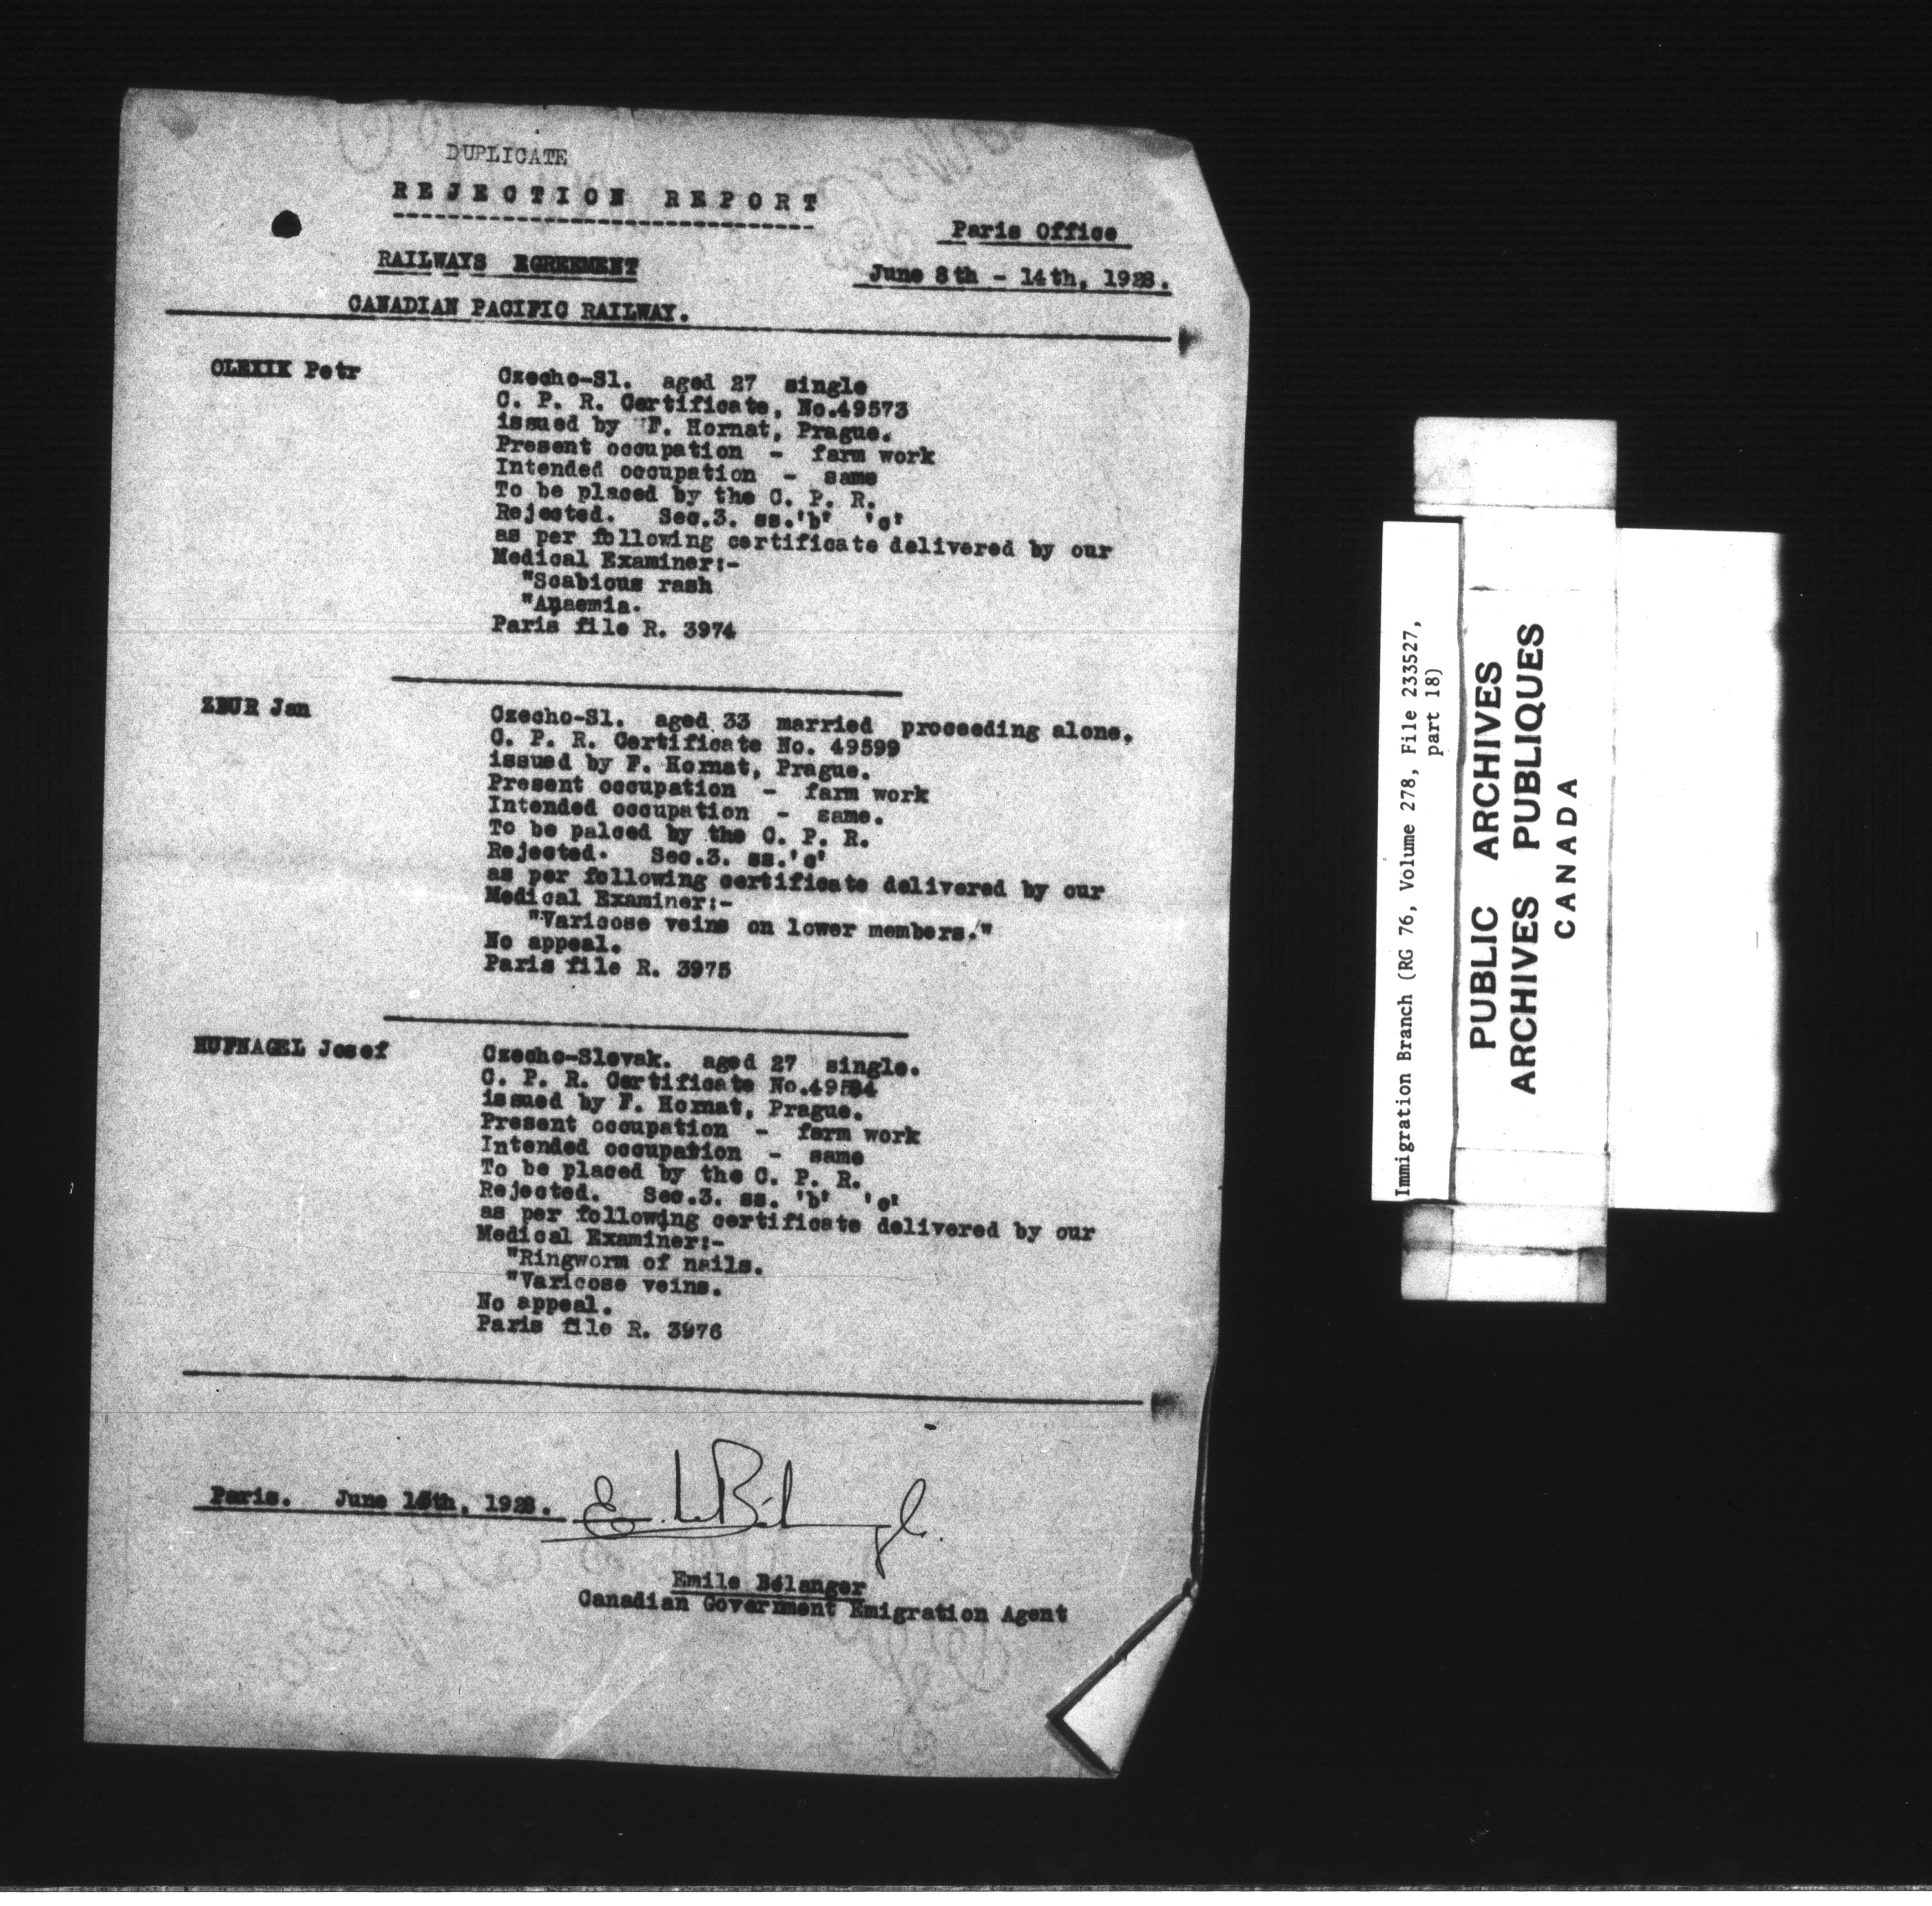 DUPLICATE
REJECTION REPORT
Paris Office
RAILWAYS AGREEMENT
June 8th - 14th, 1928.
CANADIAN PACIFIC RAILWAY.
OLEXIK Petr
Czecho-Sl. aged 27 single
C. P. R. Certificate, No.49573
issued by F. Hornat, Prague.
Present occupation - farm work
Intended occupation - same
To be placed by the C. P. R.
Rejected. Sec.3. ss.'b' 'c'
as per following certificate delivered by our
Medical Examiner:-
"Scabious rash
"Anaemia.
Paris file R. 3974
Jan
Czecho-Sl. aged 33 married proceeding alone.
C. P. R. Certificate No. 49599
issued by F. Hornat, Prague.
Present occupation - farm work
Intended occupation - same.
To be palced by the C. P. R.
Rejected. Sec.3. ss.'c'
as per following certificate delivered by our
Medical Examiner:-
"Varicose veins on lower members."
No appeal.
Paris file R. 3975
HUFNAGEL Josef
Czecho-Slovak. aged 27 single.
C. P. R. Certificate
issued by F. Hornat, Prague.
Present occupation - farm work
Intended occupation - same
To be placed by the C. P. R.
Rejected. Sec.3. ss. 'b' 'c'
as per following certificate delivered by our
Medical Examiner:-
"Ringworm of nails.
"Varicose veins.
No appeal.
Paris file R. 3976
Paris. June 15th, 1928.
Emile Bélanger
Canadian Government Emigration Agent
Immigration Branch (RG 76, Volume 278, File 233527,
part 18)
PUBLIC ARCHIVES
ARCHIVES PUBLIQUES
CANADA